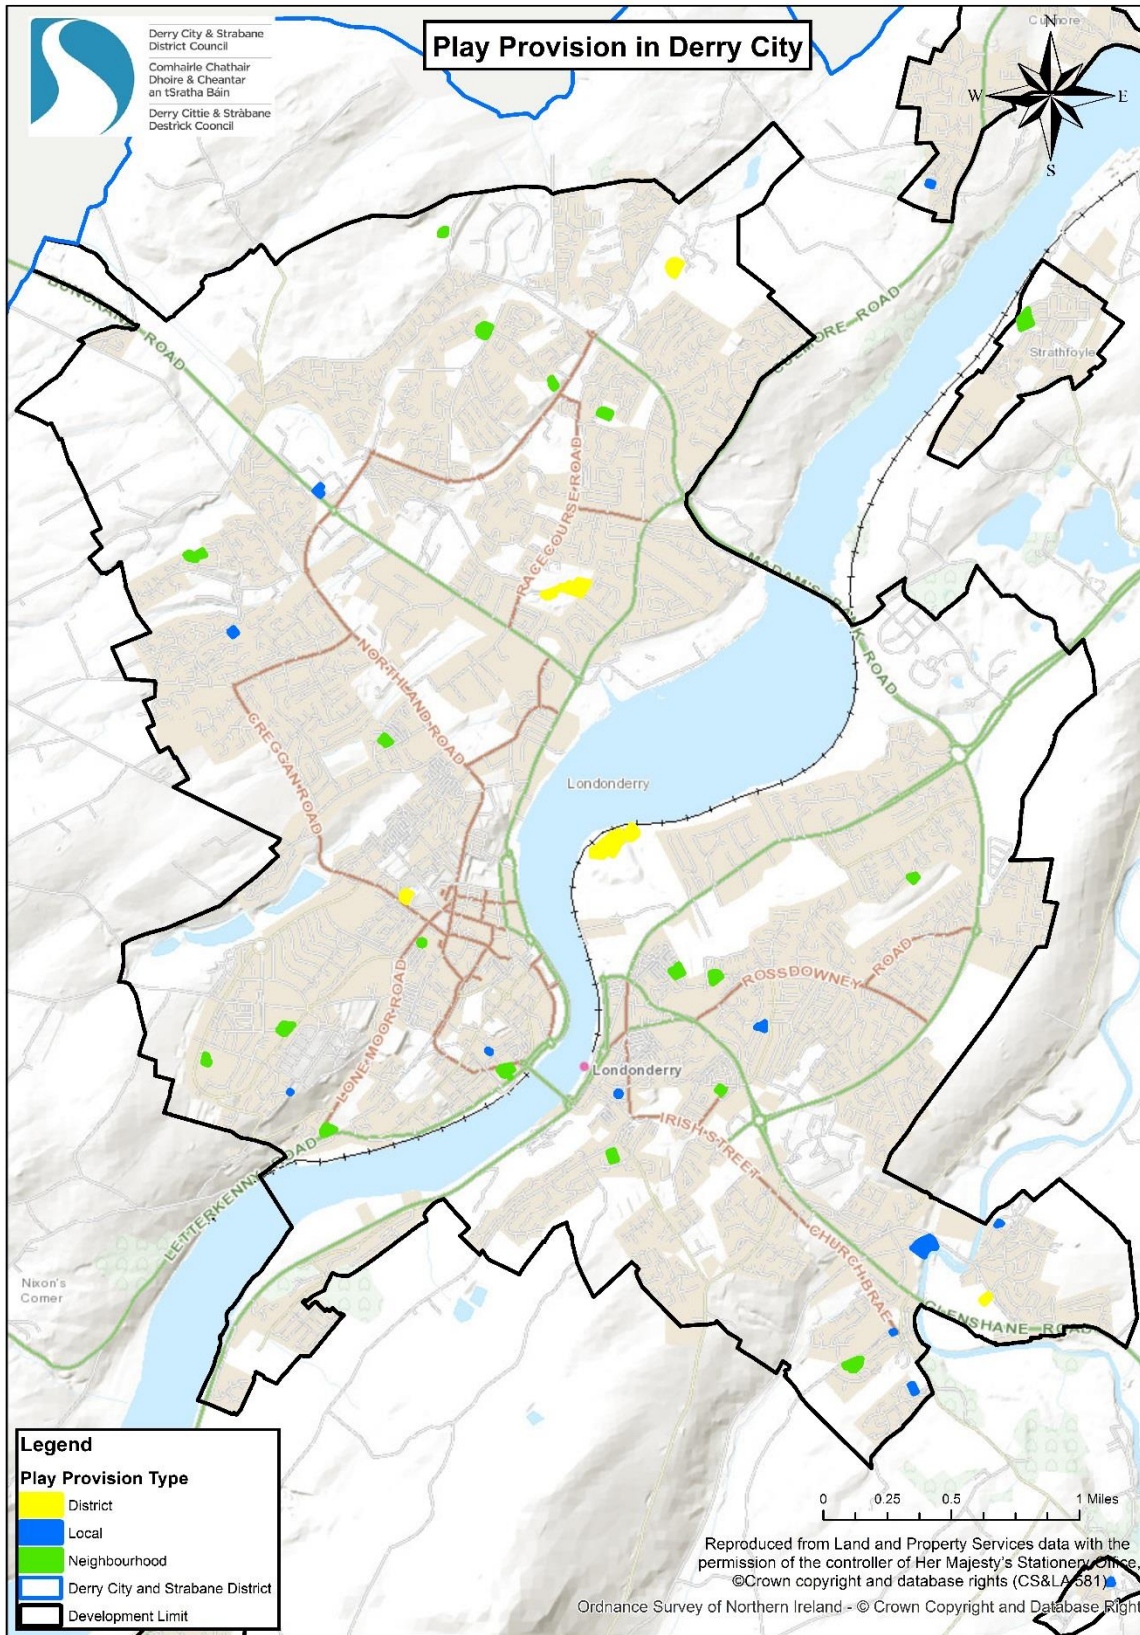 Derry City & Strabane
District Council
Comhairle Chathair
Dhoire & Cheantar
an tSratha Báin
Derry Cittie & Stràbane
Destrick Cooncil
Play Provision in Derry City
Culmore
N
W
E
S
BUNCRANA ROAD
CULMORE ROAD
Strathfoyle
RACECOURSE ROAD
MADAM'S BANK ROAD
NORTHLAND ROAD
CREGGAN ROAD
Londonderry
ROSSDOWNEY ROAD
LONE MOOR ROAD
Londonderry
IRISH STREET
LETTERKENNY ROAD
CHURCH BRAE
Nixon's
Corner
GLENSHANE ROAD
Legend
Play Provision Type
District
Local
Neighbourhood
Derry City and Strabane District
Development Limit
0 0.25 0.5 1 Miles
Reproduced from Land and Property Services data with the
permission of the controller of Her Majesty's Stationery Office,
©Crown copyright and database rights (CS&LA 581)
Ordnance Survey of Northern Ireland - © Crown Copyright and Database Right